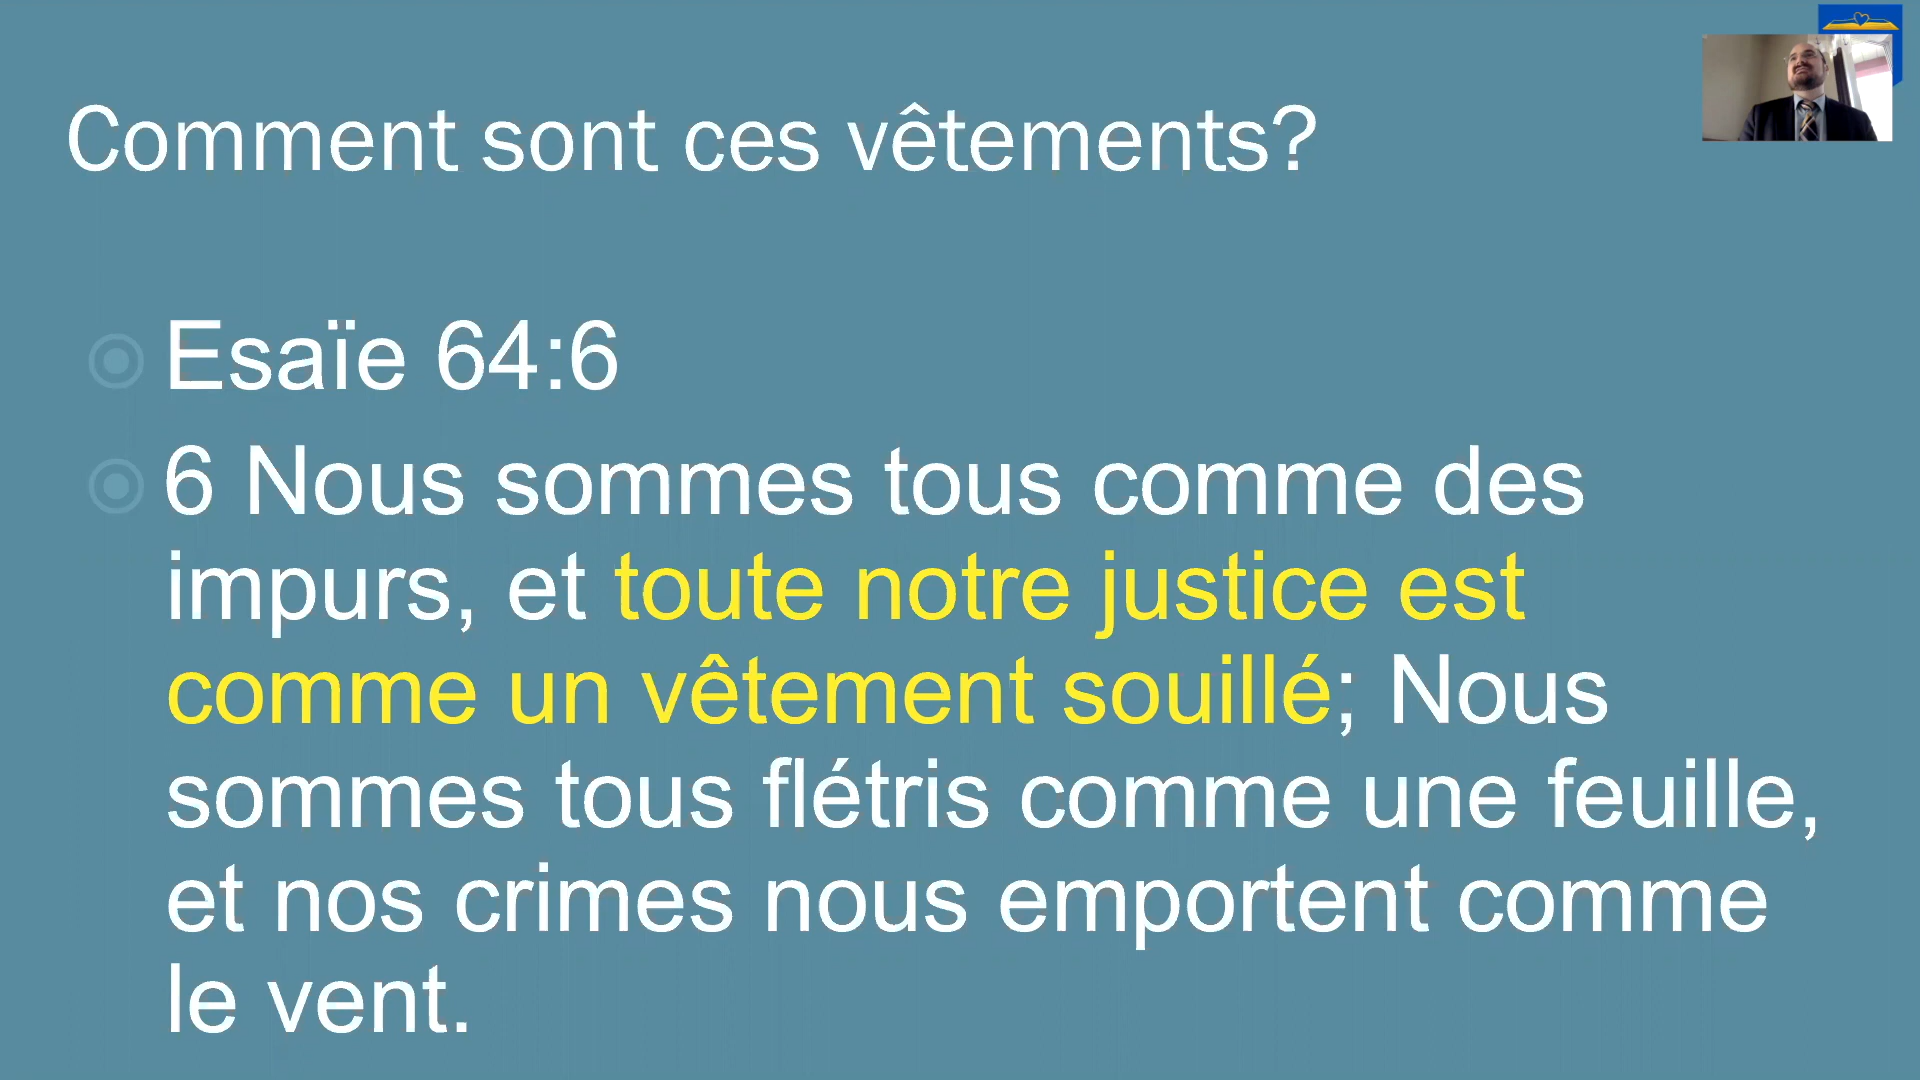 Comment sont ces vêtements?
Esaïe 64:6
6 Nous sommes tous comme des
impurs, et toute notre justice est
comme un vêtement souillé; Nous
sommes tous flétris comme une feuille,
et nos crimes nous emportent comme
le vent.